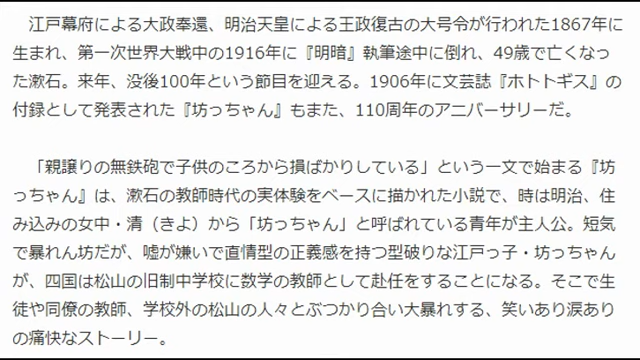 江戸幕府による大政奉還、明治天皇による王政復古の大号令が行われた1867年に
生まれ、第一次世界大戦中の1916年に『明暗』執筆途中に倒れ、49歳で亡くなっ
た漱石。来年、没後100年という節目を迎える。1906年に文芸誌『ホトトギス』の
付録として発表された『坊っちゃん』もまた、110周年のアニバーサリーだ。
「親譲りの無鉄砲で子供のころから損ばかりしている」という一文で始まる『坊
っちゃん』は、漱石の教師時代の実体験をベースに描かれた小説で、時は明治、住
み込みの女中・清（きよ）から「坊っちゃん」と呼ばれている青年が主人公。短気
で暴れん坊だが、嘘が嫌いで直情型の正義感を持つ型破りな江戸っ子・坊っちゃん
が、四国は松山の旧制中学校に数学の教師として赴任をすることになる。そこで生
徒や同僚の教師、学校外の松山の人々とぶつかり合い大暴れする、笑いあり涙あり
の痛快なストーリー。